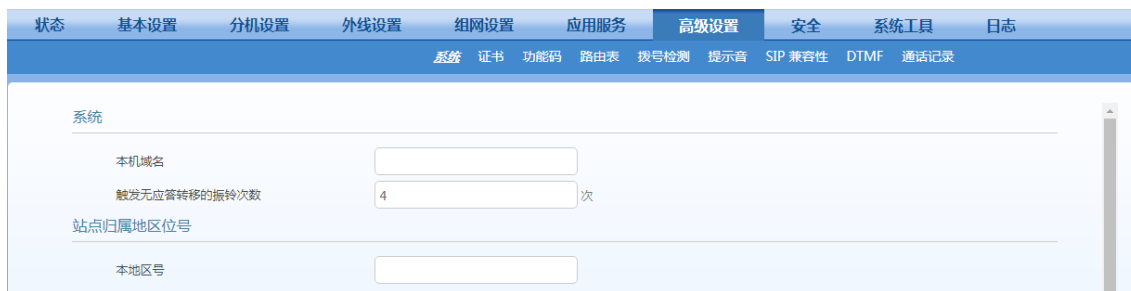 状态 基本设置 分机设置 外线设置 组网设置 应用服务 高级设置 安全 系统工具 日志
系统 证书 功能码 路由表 拨号检测 提示音 SIP 兼容性 DTMF 通话记录
系统
本机域名
触发无应答转移的振铃次数 4 次
站点归属地区位号
本地区号